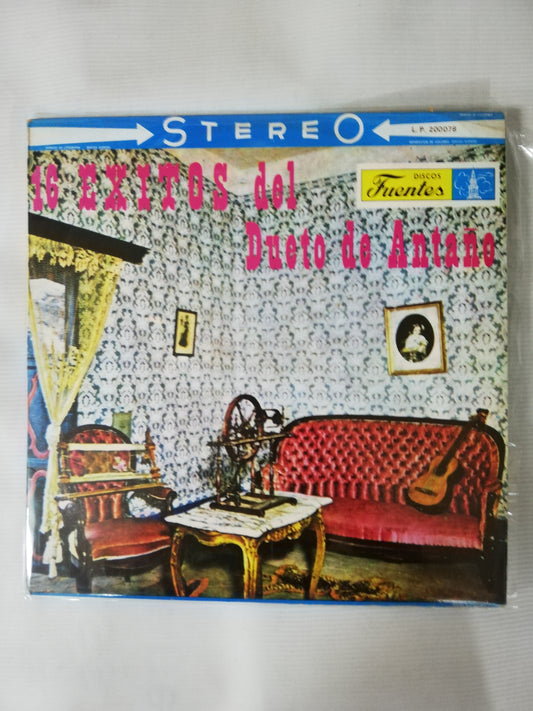 STEREO
L.P. 200078
16 EXITOS del
Dueto de Antaño
DISCOS
Fuentes